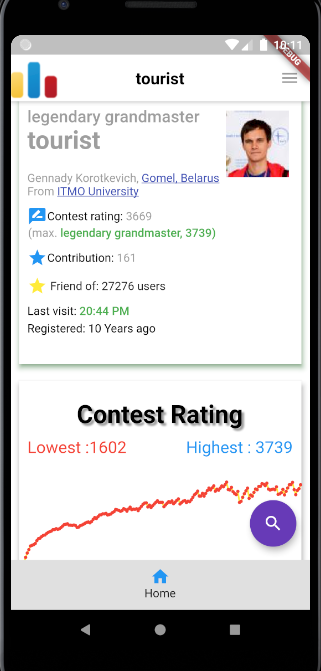 10:11
DEBUG
tourist
legendary grandmaster
tourist
Gennady Korotkevich, Gomel, Belarus
From ITMO University
Contest rating: 3669
(max. legendary grandmaster, 3739)
Contribution: 161
Friend of: 27276 users
Last visit: 20:44 PM
Registered: 10 Years ago
Contest Rating
Lowest :1602
Highest : 3739
Home